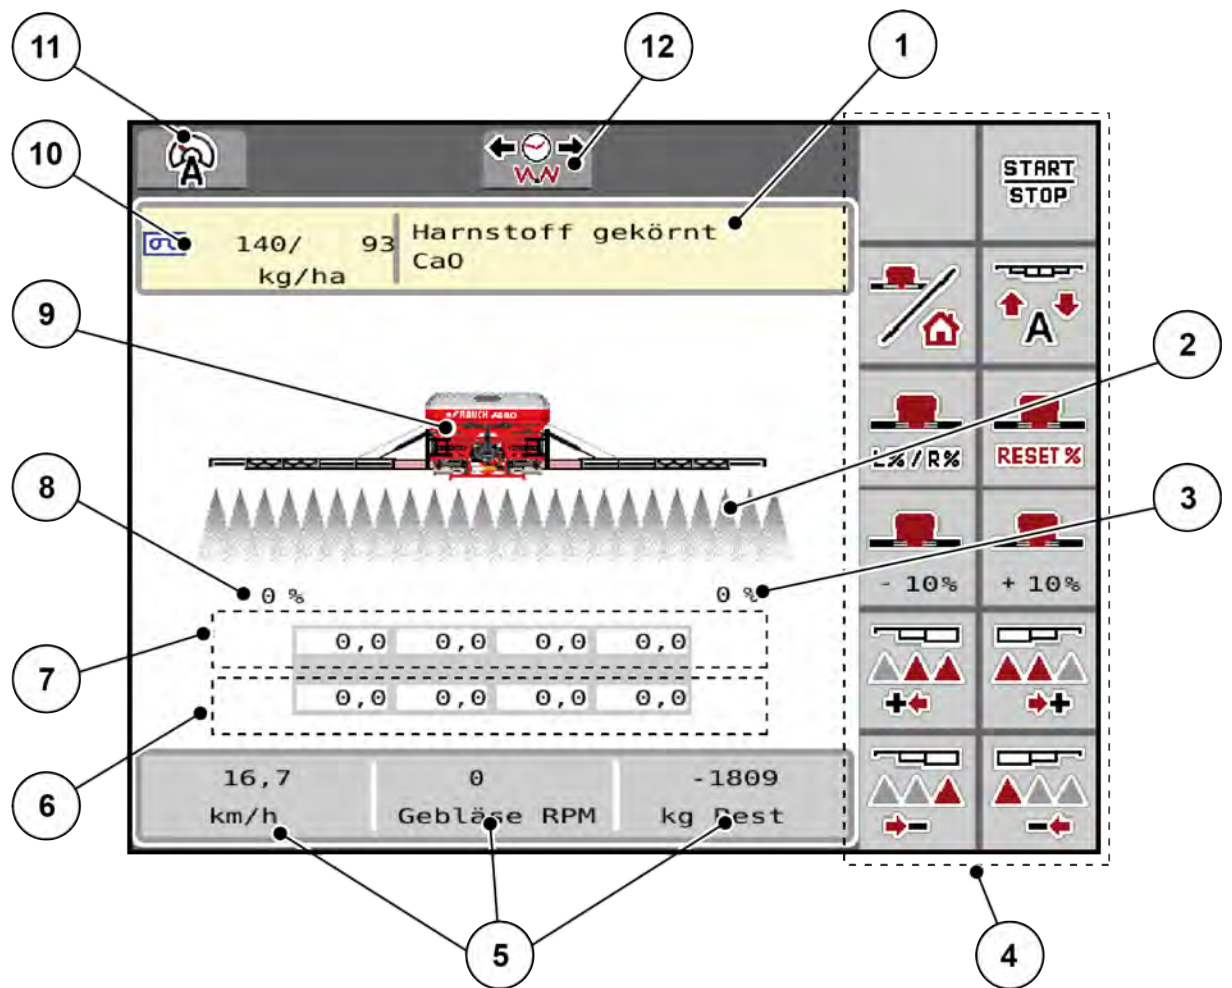 11
12
1
10
9
2
8
3
7
6
5
4
A
START
STOP
140/ 93
kg/ha
Harnstoff gekörnt
CaO
A
RAUCH AERO
L% / R%
RESET %
- 10%
+ 10%
0 %
0 %
0,0 0,0 0,0 0,0
0,0 0,0 0,0 0,0
16,7
km/h
0
Gebläse RPM
-1809
kg Rest